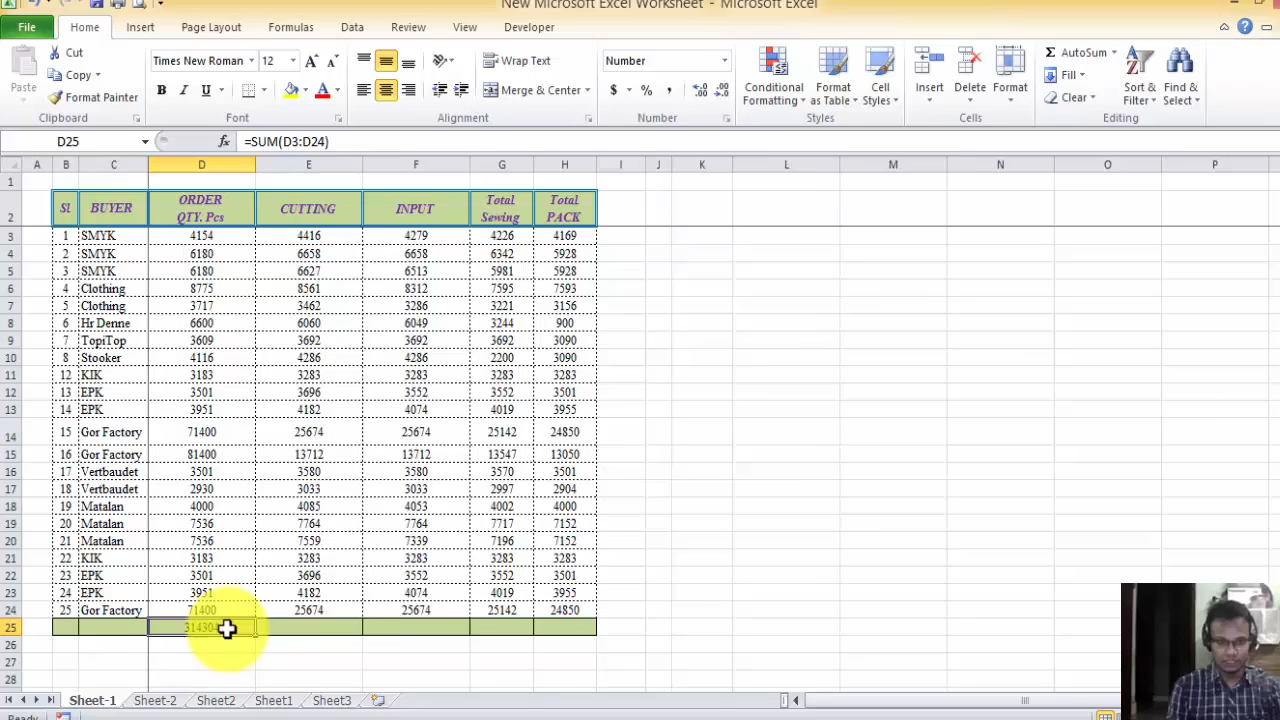 New Microsoft Excel Worksheet - Microsoft Excel
File Home Insert Page Layout Formulas Data Review View Developer
Paste Cut Times New Roman 12 Wrap Text Number Conditional Formatting Format as Table Cell Styles Insert Delete Format AutoSum Sort & Filter Find & Select
Copy Fill
Format Painter B I U A Merge & Center $ % , Clear
Clipboard Font Alignment Number Styles Cells Editing
D25 fx =SUM(D3:D24)
A B C D E F G H I J K L M N O P
1
2 Sl BUYER ORDER QTY. Pcs CUTTING INPUT Total Sewing Total PACK
3 1 SMYK 4154 4416 4279 4226 4169
4 2 SMYK 6180 6658 6658 6342 5928
5 3 SMYK 6180 6627 6513 5981 5928
6 4 Clothing 8775 8561 8312 7595 7593
7 5 Clothing 3717 3462 3286 3221 3156
8 6 Hr Denne 6600 6060 6049 3244 900
9 7 TopiTop 3609 3692 3692 3692 3090
10 8 Stooker 4116 4286 4286 2200 3090
11 12 KIK 3183 3283 3283 3283 3283
12 13 EPK 3501 3696 3552 3552 3501
13 14 EPK 3951 4182 4074 4019 3955
14 15 Gor Factory 71400 25674 25674 25142 24850
15 16 Gor Factory 81400 13712 13712 13547 13050
16 17 Vertbaudet 3501 3580 3580 3570 3501
17 18 Vertbaudet 2930 3033 3033 2997 2904
18 19 Matalan 4000 4085 4053 4002 4000
19 20 Matalan 7536 7764 7764 7717 7152
20 21 Matalan 7536 7559 7339 7196 7152
21 22 KIK 3183 3283 3283 3283 3283
22 23 EPK 3501 3696 3552 3552 3501
23 24 EPK 3951 4182 4074 4019 3955
24 25 Gor Factory 71400 25674 25674 25142 24850
25 314304
26
27
28
Sheet-1 Sheet-2 Sheet2 Sheet1 Sheet3
Ready